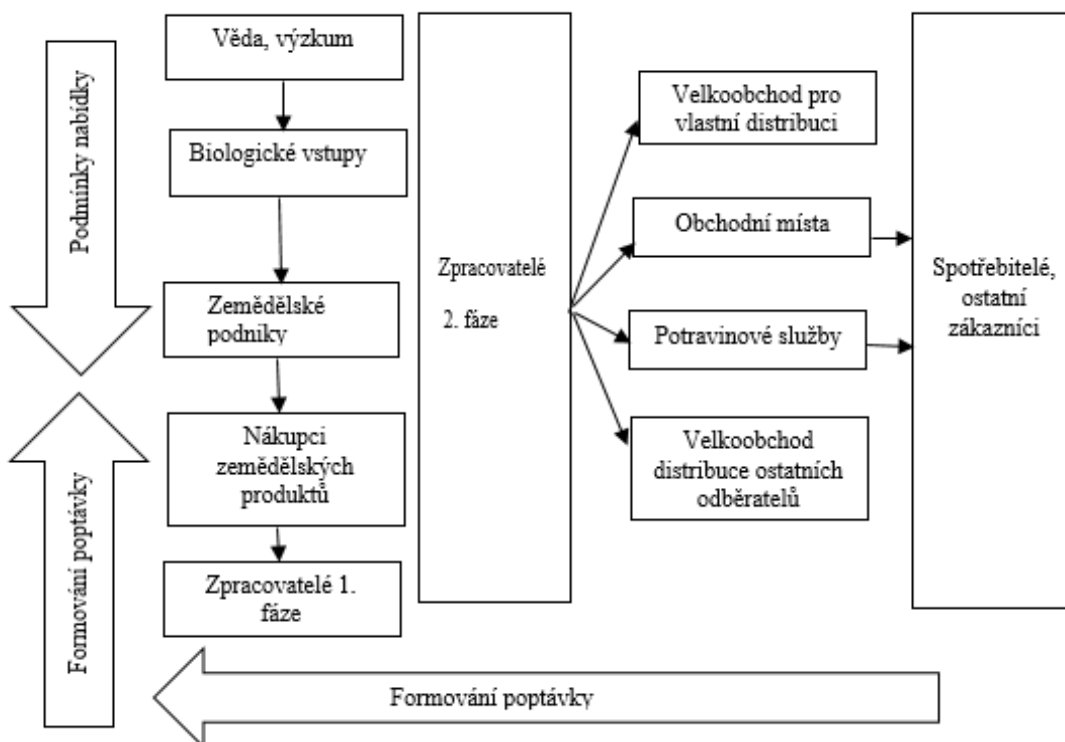 Podmínky nabídky
Formování poptávky
Věda, výzkum
Biologické vstupy
Zemědělské
podniky
Nákupci
zemědělských
produktů
Zpracovatelé 1.
fáze
Zpracovatelé
2. fáze
Velkoobchod pro
vlastní distribuci
Obchodní místa
Potravinové služby
Velkoobchod
distribuce ostatních
odběratelů
Spotřebitelé,
ostatní
zákazníci
Formování poptávky